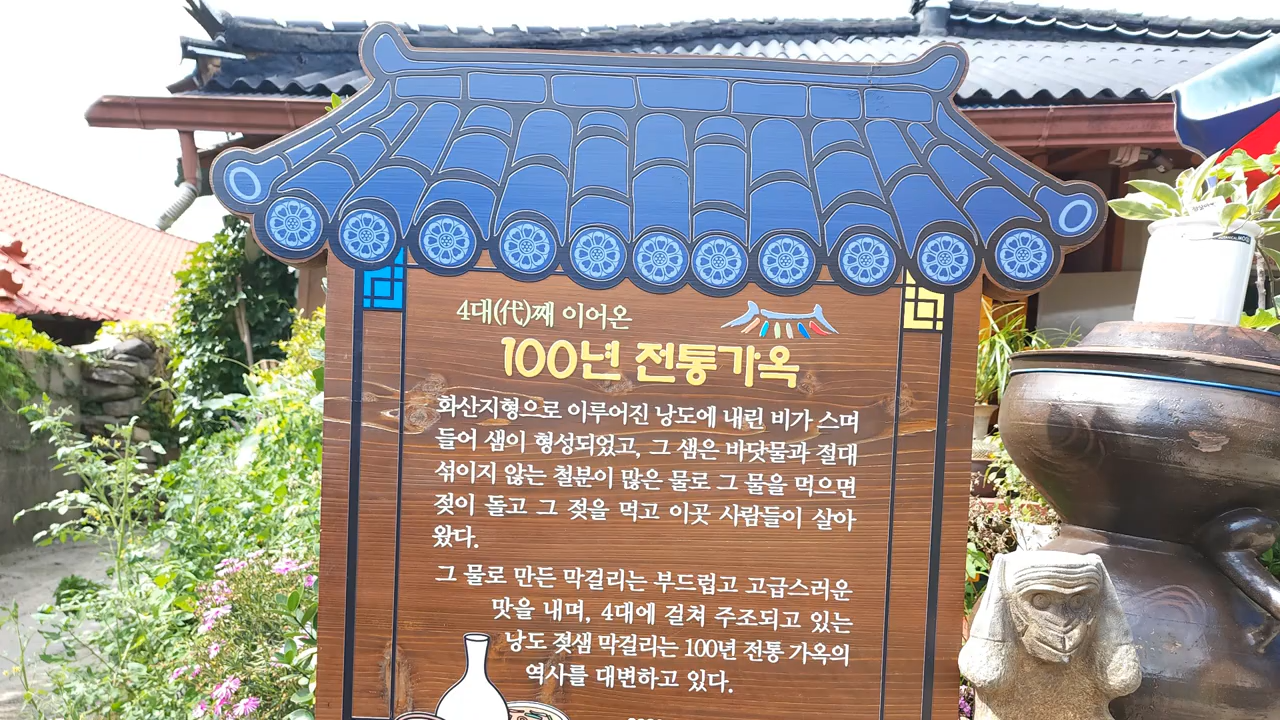 4대(代)째 이어온
100년 전통가옥
화산지형으로 이루어진 낭도에 내린 비가 스며
들어 샘이 형성되었고, 그 샘은 바닷물과 절대
섞이지 않는 철분이 많은 물로 그 물을 먹으면
젖이 돌고 그 젖을 먹고 이곳 사람들이 살아
왔다.
그 물로 만든 막걸리는 부드럽고 고급스러운
맛을 내며, 4대에 걸쳐 주조되고 있는
낭도 젖샘 막걸리는 100년 전통 가옥의
역사를 대변하고 있다.